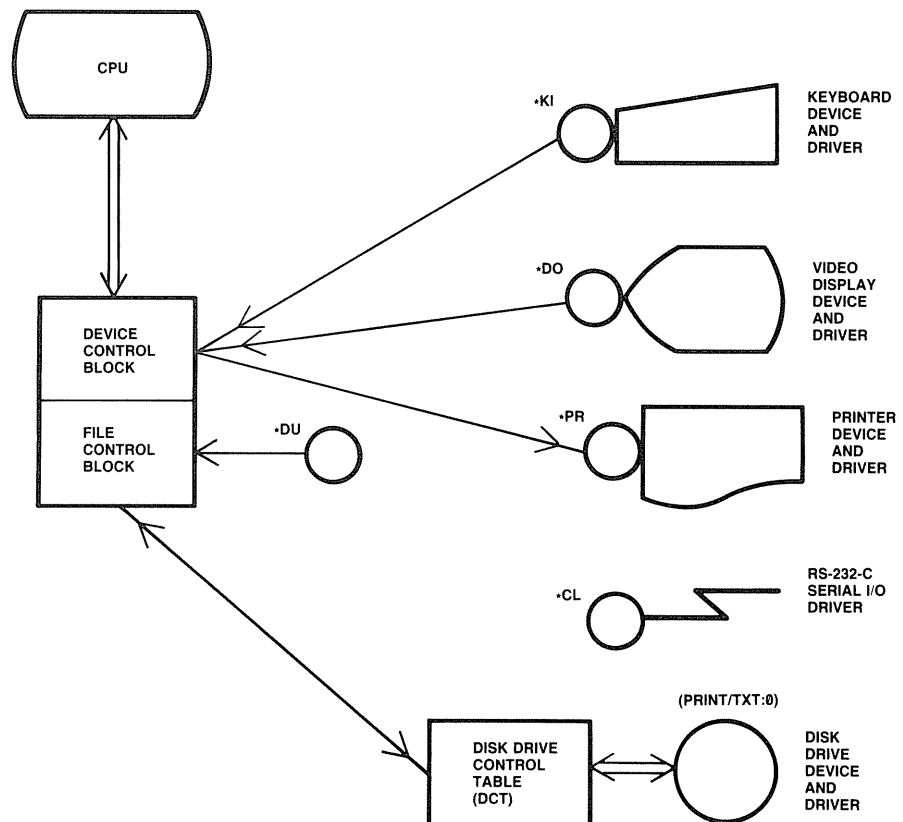 CPU
*KI
KEYBOARD
DEVICE
AND
DRIVER
*DO
VIDEO
DISPLAY
DEVICE
AND
DRIVER
DEVICE
CONTROL
BLOCK
FILE
CONTROL
BLOCK
*DU
*PR
PRINTER
DEVICE
AND
DRIVER
*CL
RS-232-C
SERIAL I/O
DRIVER
(PRINT/TXT:0)
DISK DRIVE
CONTROL
TABLE
(DCT)
DISK
DRIVE
DEVICE
AND
DRIVER